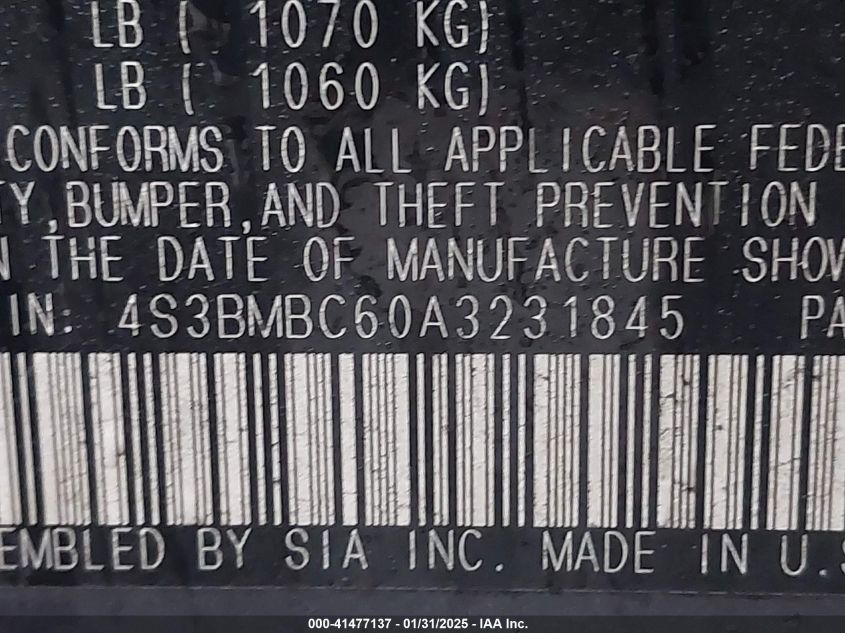 LB ( 1070 KG)
LB ( 1060 KG)
CONFORMS TO ALL APPLICABLE FEDE
TY, BUMPER, AND THEFT PREVENTION
N THE DATE OF MANUFACTURE SHOW
IN: 4S3BMBC60A3231845 PA
EMBLED BY SIA INC. MADE IN U.S
000-41477137 - 01/31/2025 - IAA Inc.